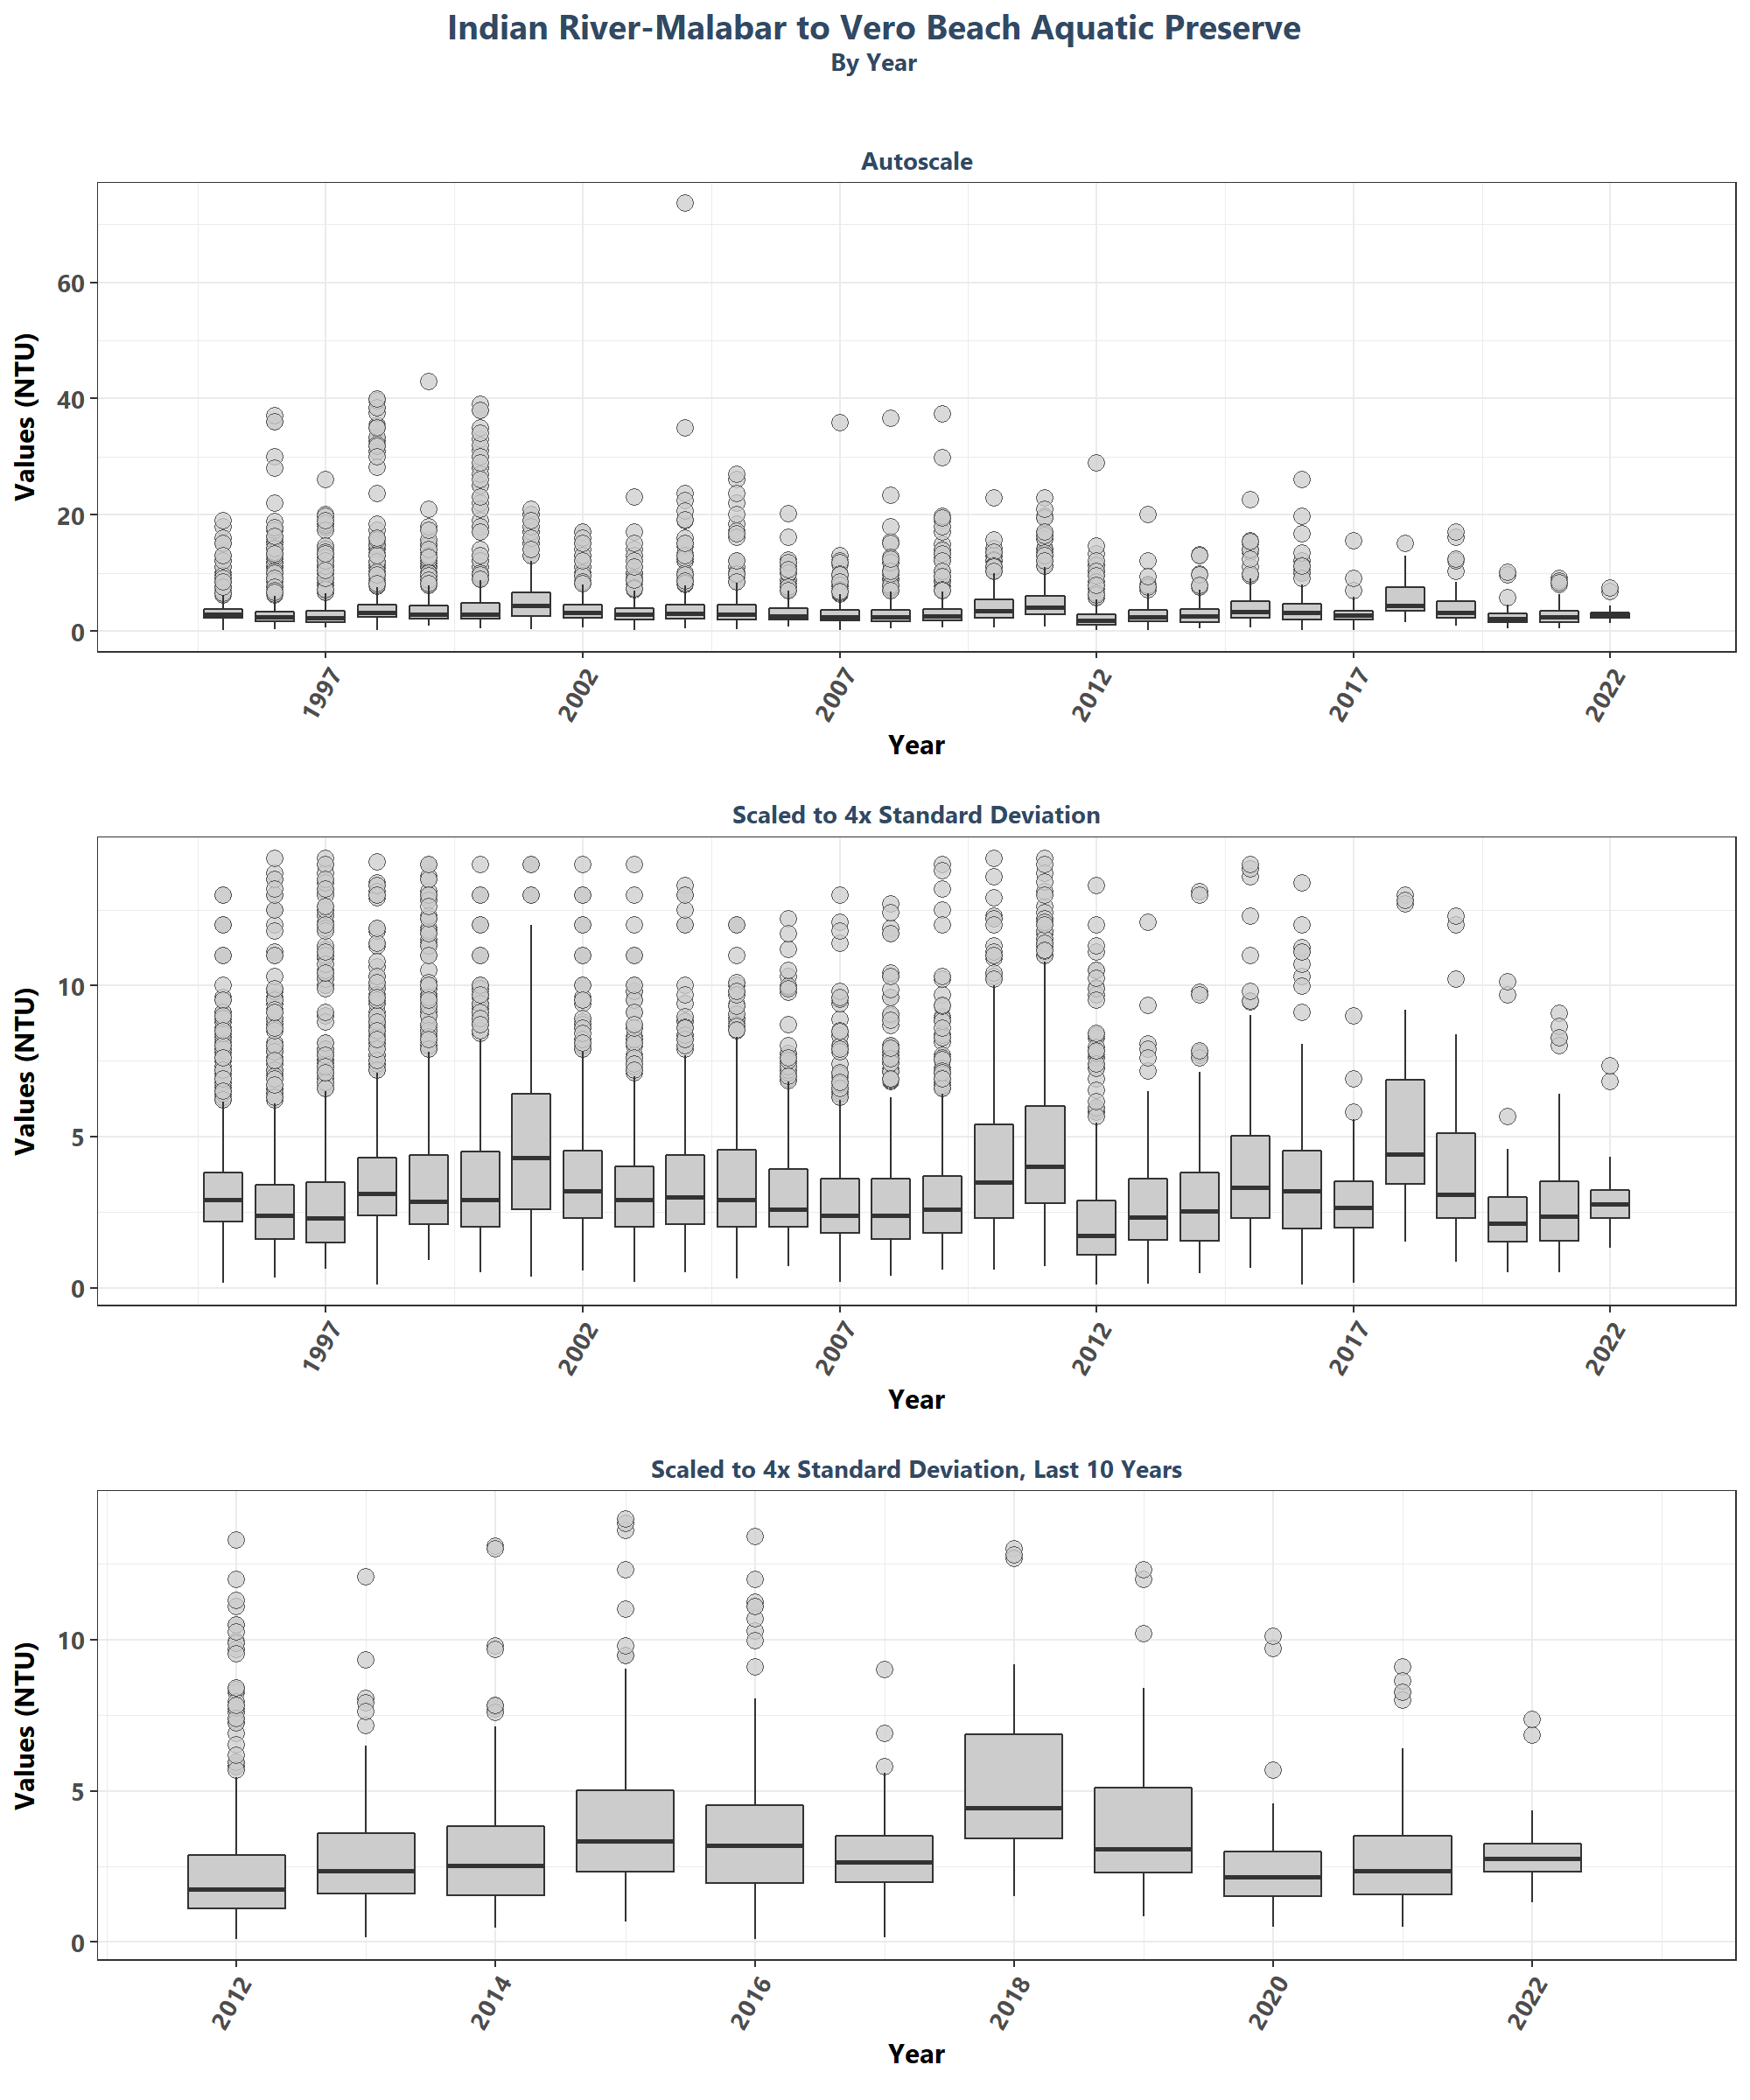 Indian River-Malabar to Vero Beach Aquatic Preserve
By Year
Autoscale
Values (NTU)
60
40
20
0
1997 2002 2007 2012 2017 2022
Year
Scaled to 4x Standard Deviation
Values (NTU)
10
5
0
1997 2002 2007 2012 2017 2022
Year
Scaled to 4x Standard Deviation, Last 10 Years
Values (NTU)
10
5
0
2012 2014 2016 2018 2020 2022
Year